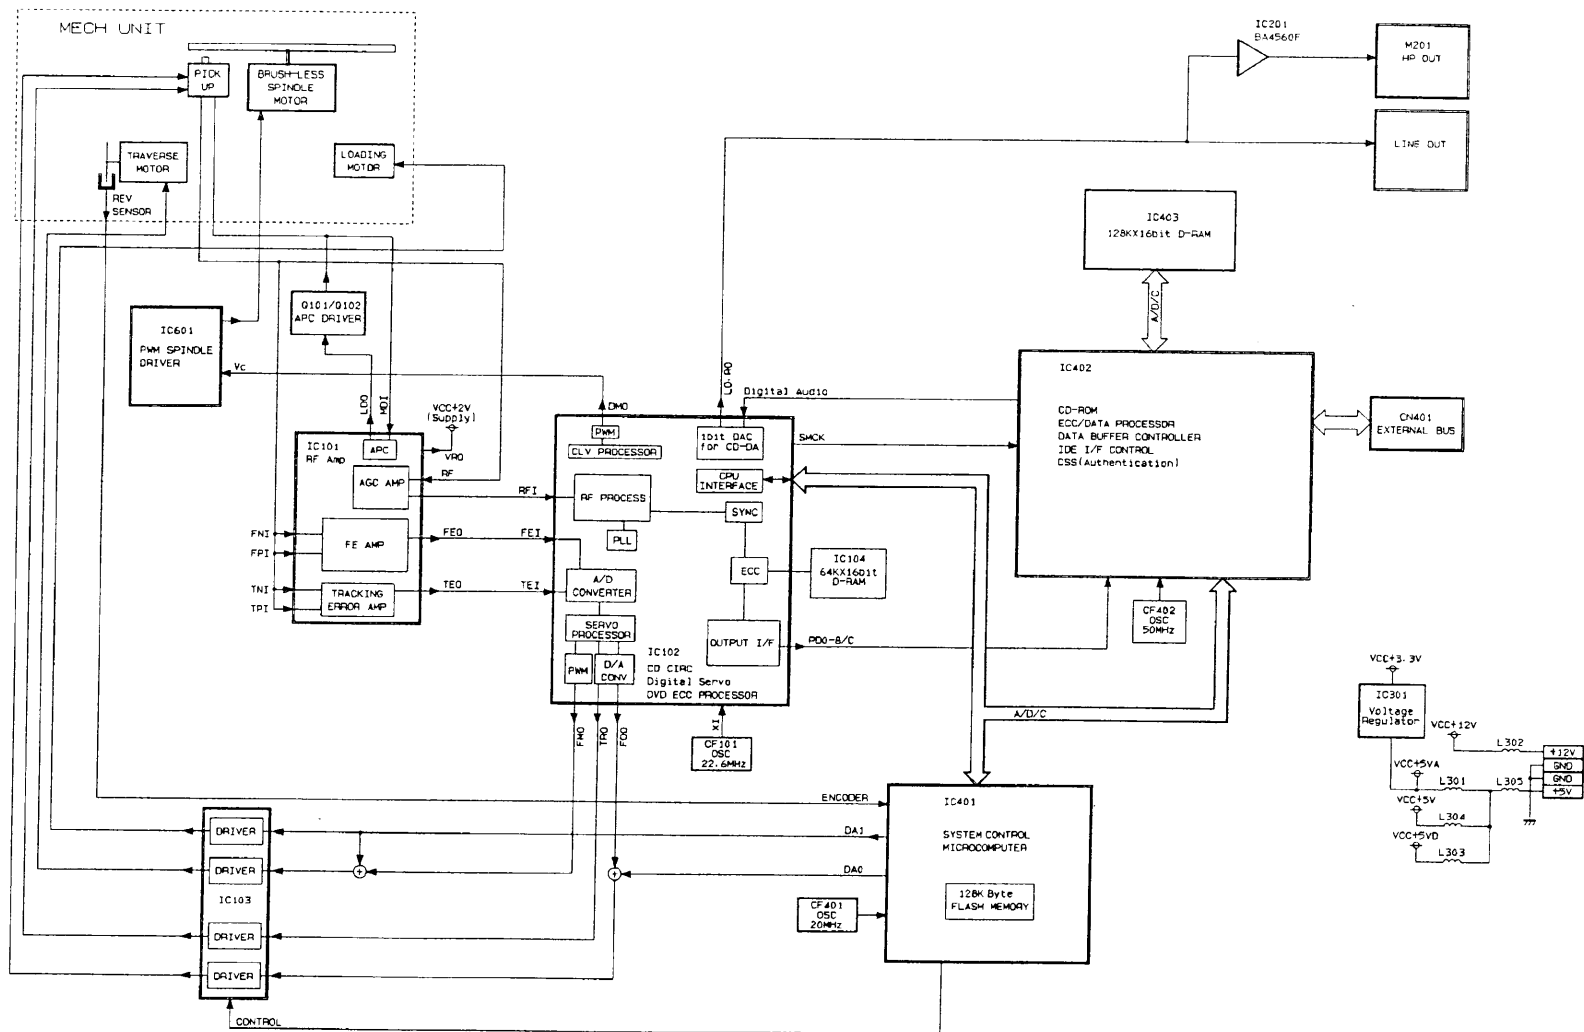 MECH UNIT
PICK
UP
BRUSH-LESS
SPINDLE
MOTOR
TRAVERSE
MOTOR
LOADING
MOTOR
REV
SENSOR
IC201
BA4560F
M201
HP OUT
LINE OUT
IC403
128KX16bit D-RAM
A/D/C
Q101/Q102
APC DRIVER
IC601
PWM SPINDLE
DRIVER
Vc
LDO
MDI
VCC+2V
(Supply)
VRO
DMO
LO.RO
Digital Audio
IC402
CD-ROM
ECC/DATA PROCESSOR
DATA BUFFER CONTROLLER
IDE I/F CONTROL
CSS(Authentication)
CN401
EXTERNAL BUS
IC101
RF Amp
APC
AGC AMP
RF
RFI
FE AMP
FNI
FPI
FEO
FEI
TNI
TPI
TRACKING
ERROR AMP
TEO
TEI
PWM
CLV PROCESSOR
1bit DAC
for CD-DA
SMCK
CPU
INTERFACE
RF PROCESS
SYNC
PLL
ECC
IC104
64KX16bit
D-RAM
A/D
CONVERTER
SERVO
PROCESSOR
PWM
D/A
CONV
OUTPUT I/F
PD0-8/C
IC102
CD CIRC
Digital Servo
DVD ECC PROCESSOR
CF402
OSC
50MHz
FMO
TRO
FOO
XI
CF101
OSC
22.6MHz
A/D/C
VCC+3.3V
IC301
Voltage
Regulator
VCC+12V
L302
+12V
GND
GND
+5V
VCC+5VA
L301
L305
VCC+5V
L304
VCC+5VD
L303
ENCODER
IC401
SYSTEM CONTROL
MICROCOMPUTER
128K Byte
FLASH MEMORY
DA1
DA0
CF401
OSC
20MHz
DRIVER
DRIVER
IC103
DRIVER
DRIVER
CONTROL